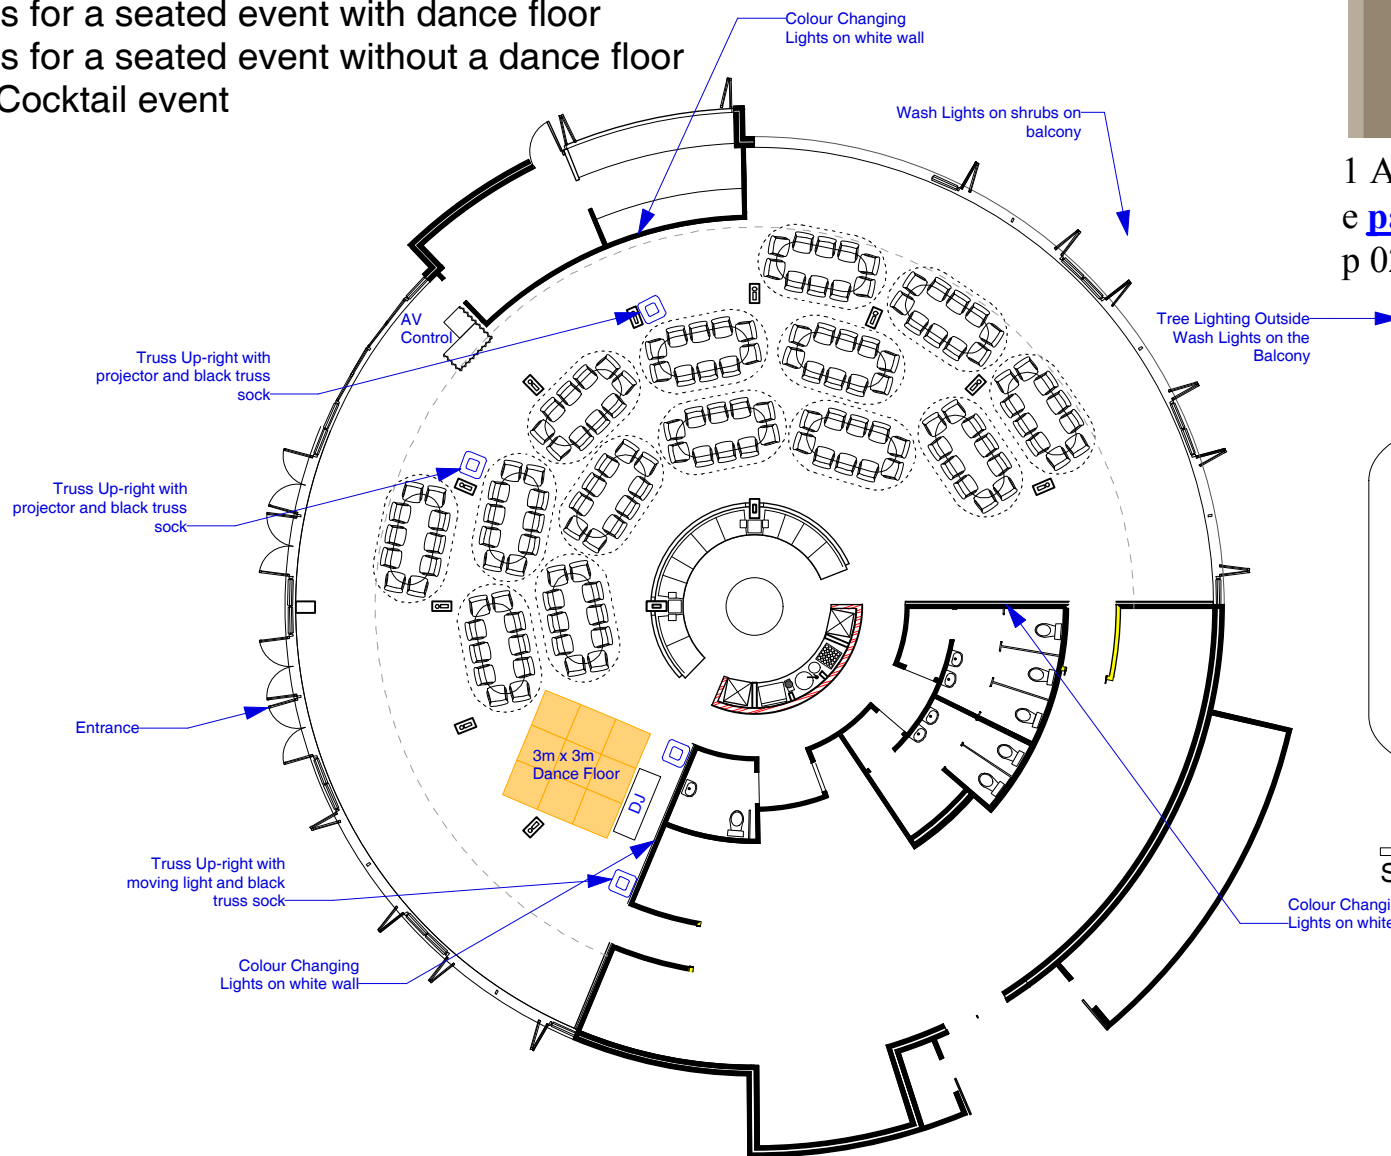 s for a seated event with dance floor
s for a seated event without a dance floor
Cocktail event
Colour Changing
Lights on white wall
Wash Lights on shrubs on
balcony
1 A
e
p 02
Tree Lighting Outside
Wash Lights on the
Balcony
AV
Control
Truss Up-right with
projector and black truss
sock
Truss Up-right with
projector and black truss
sock
Entrance
3m x 3m
Dance Floor
DJ
Truss Up-right with
moving light and black
truss sock
Colour Changing
Lights on white wall
S
Colour Changi
Lights on white